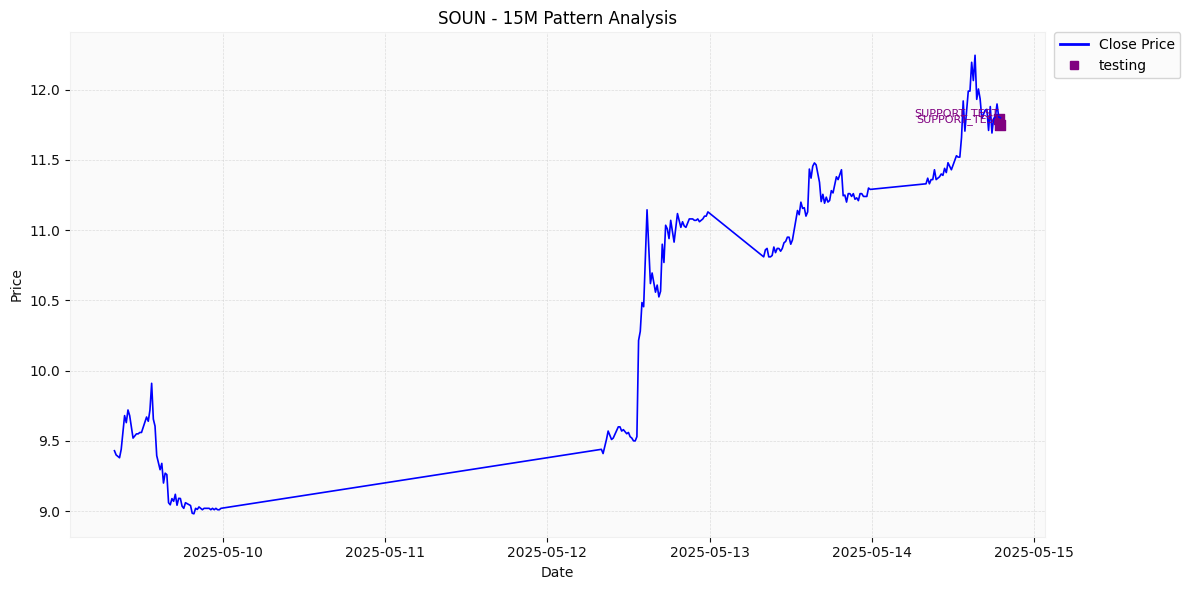 SOUN - 15M Pattern Analysis
Close Price
testing
SUPPORT_TEST
SUPPORT_TEST
Price
12.0
11.5
11.0
10.5
10.0
9.5
9.0
2025-05-10
2025-05-11
2025-05-12
2025-05-13
2025-05-14
2025-05-15
Date